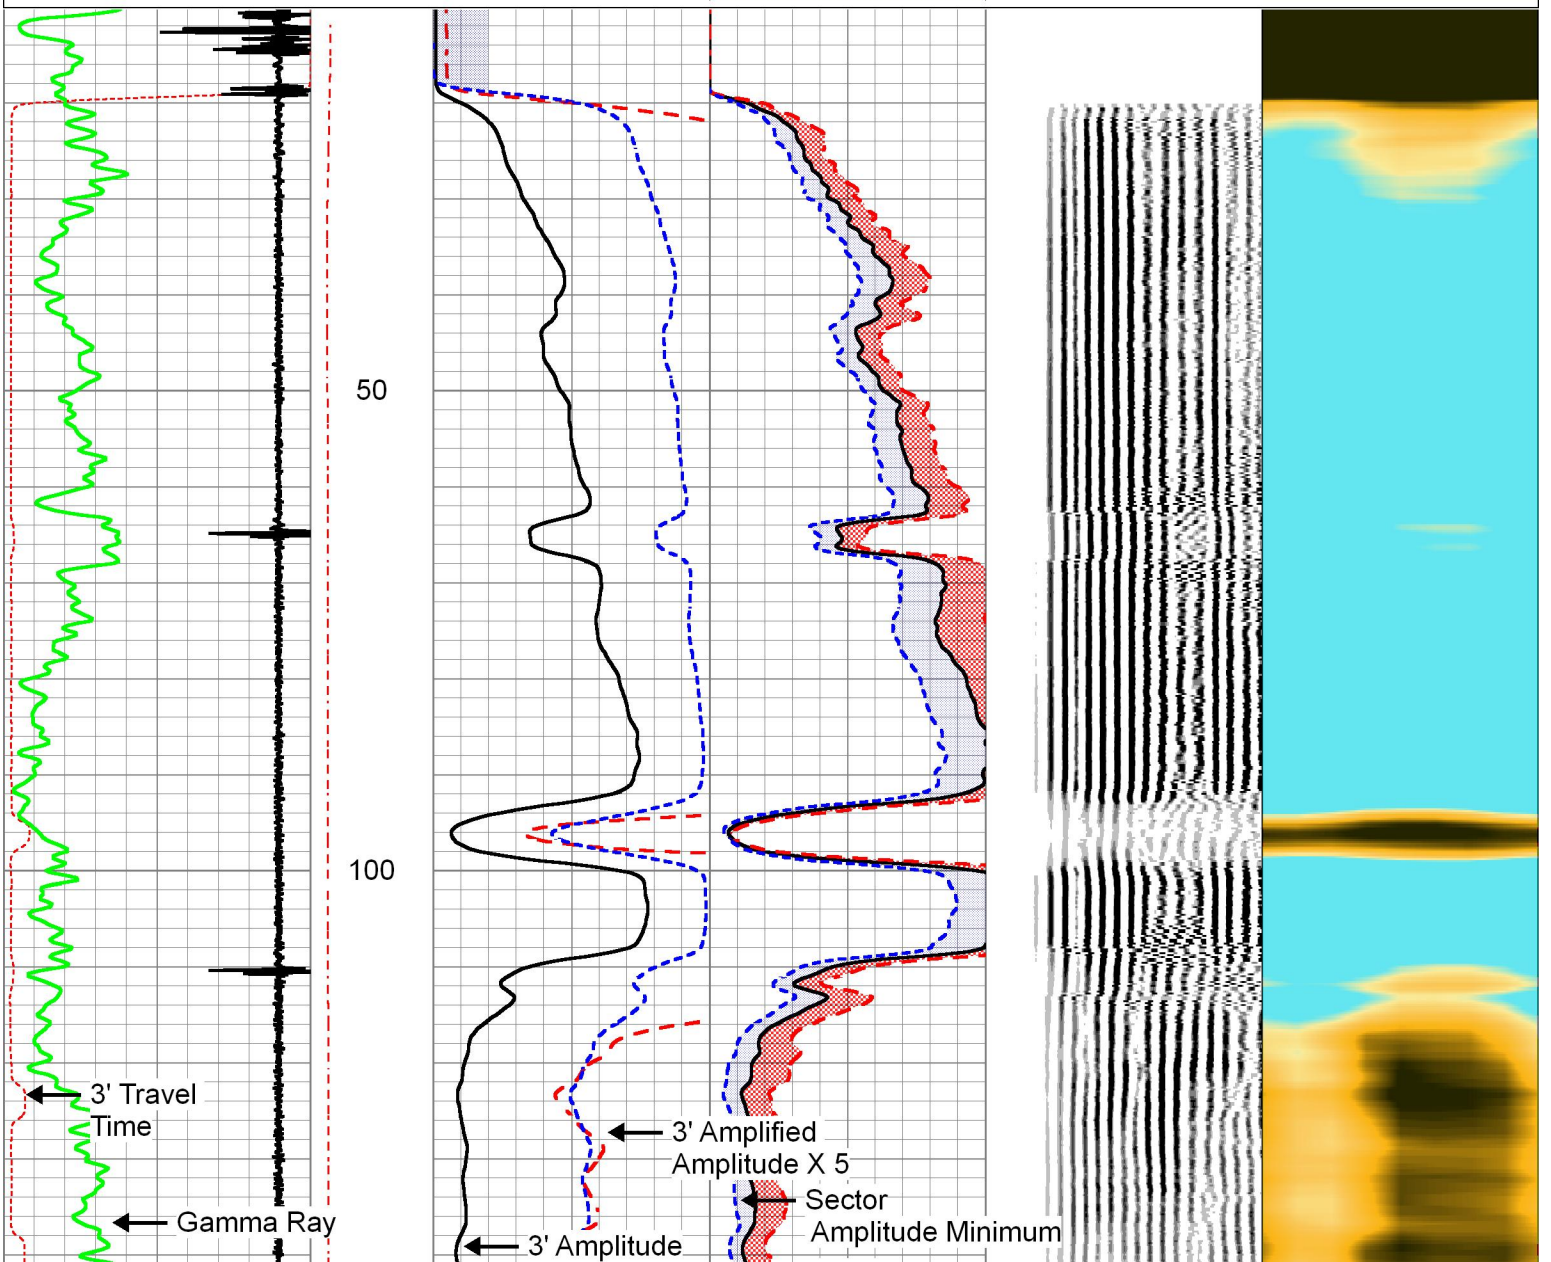 50
100
3' Travel
Time
3' Amplified
Amplitude X 5
Sector
Amplitude Minimum
Gamma Ray
3' Amplitude